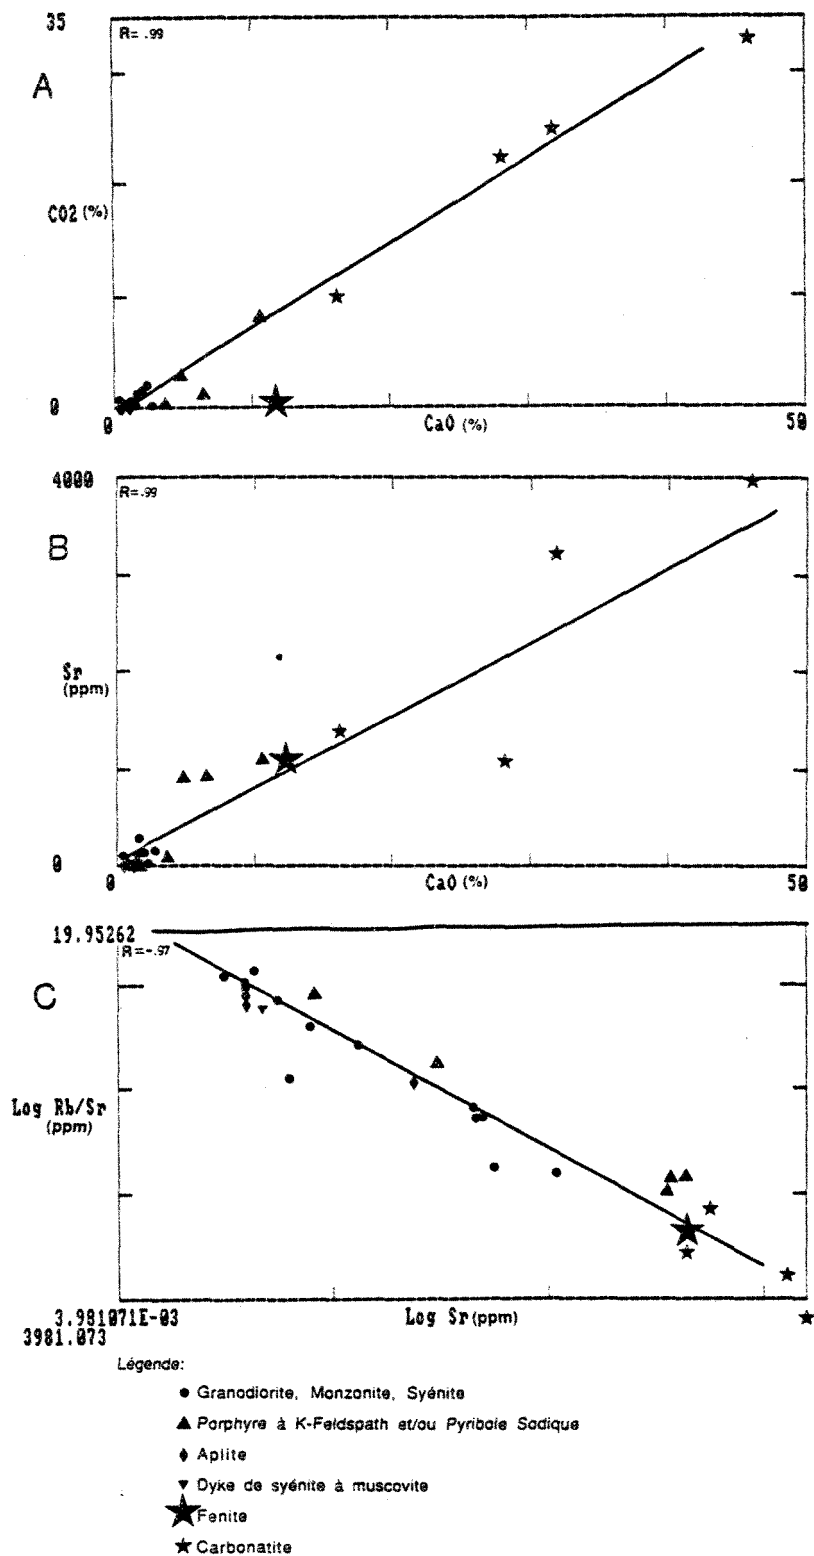 35
R= .99
A
CO2 (%)
0
0
CaO (%)
50
4000
R=.99
B
Sr
(ppm)
0
0
CaO (%)
50
19.95262
R=-.97
C
Log Rb/Sr
(ppm)
3.981071E-03
Log Sr (ppm)
3981.073
Légende:
Granodiorite, Monzonite, Syénite
Porphyre à K-Feldspath et/ou Pyribole Sodique
Aplite
Dyke de syénite à muscovite
Fenite
Carbonatite